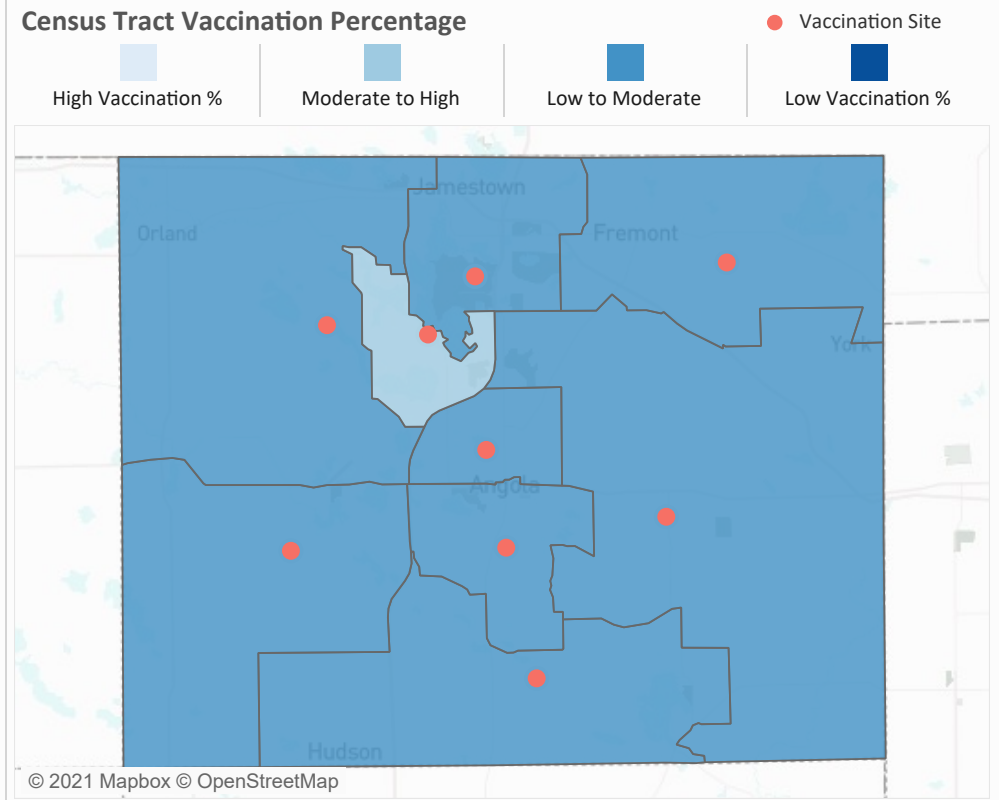 Census Tract Vaccination Percentage
Vaccination Site
High Vaccination %
Moderate to High
Low to Moderate
Low Vaccination %
Jamestown
Orland
Fremont
York
Angola
Hudson
© 2021 Mapbox © OpenStreetMap